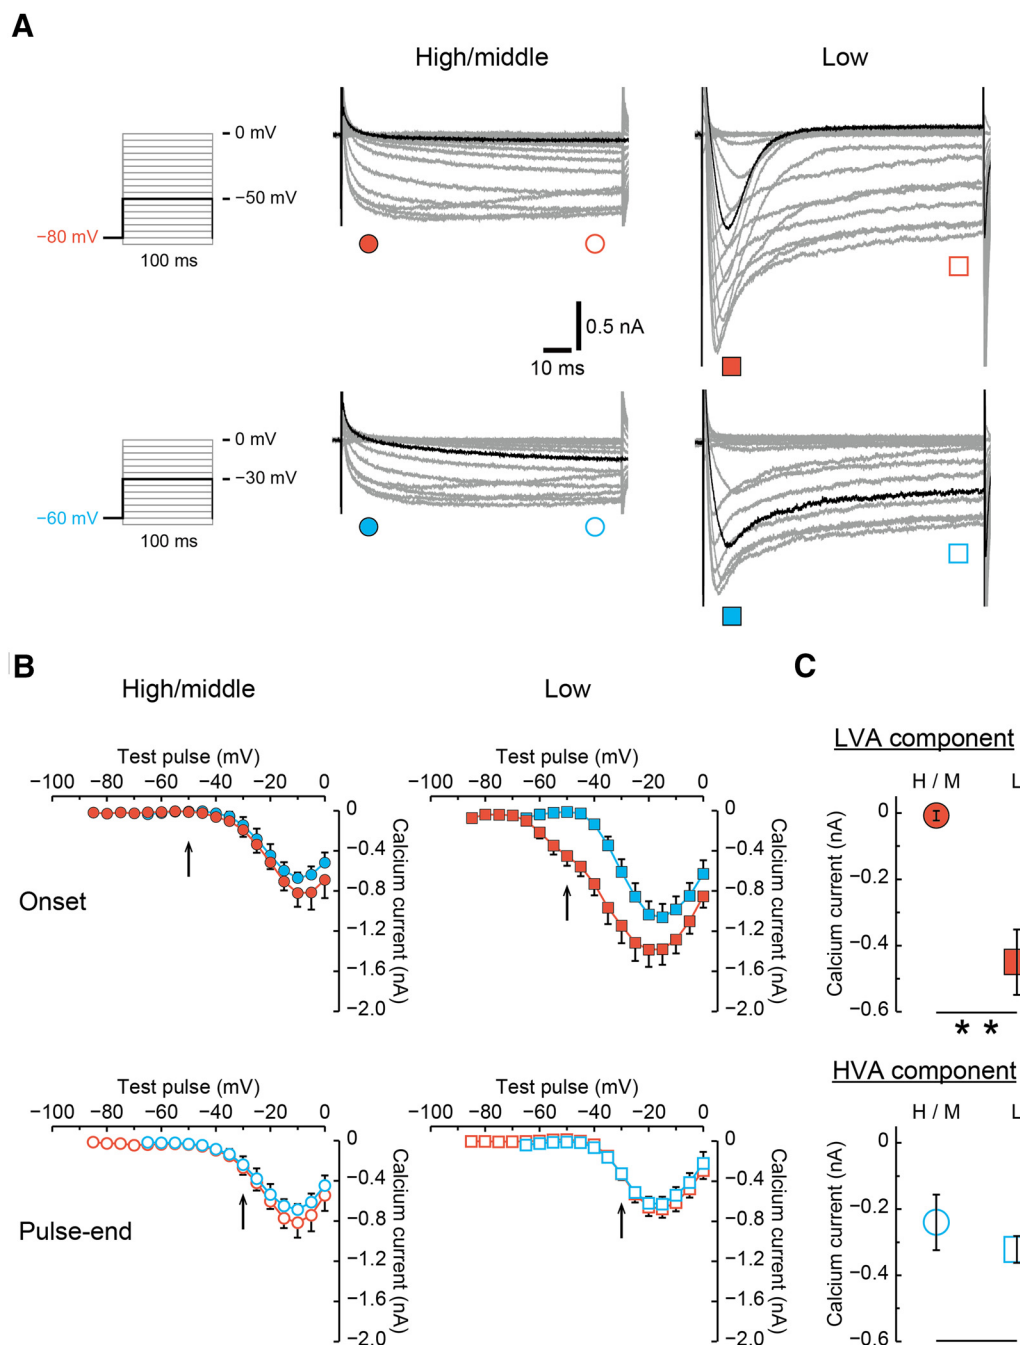 A
High/middle
Low
0 mV
−50 mV
−80 mV
100 ms
0.5 nA
10 ms
0 mV
−30 mV
−60 mV
100 ms
B
C
High/middle
Low
LVA component
Test pulse (mV)
Test pulse (mV)
H / M
L
−100 −80 −60 −40 −20 0
−100 −80 −60 −40 −20 0
0
−0.4
−0.8
−1.2
−1.6
−2.0
Calcium current (nA)
0
−0.4
−0.8
−1.2
−1.6
−2.0
Calcium current (nA)
0
−0.2
−0.4
−0.6
Calcium current (nA)
Onset
* *
HVA component
Test pulse (mV)
Test pulse (mV)
H / M
L
−100 −80 −60 −40 −20 0
−100 −80 −60 −40 −20 0
0
−0.4
−0.8
−1.2
−1.6
−2.0
Calcium current (nA)
0
−0.4
−0.8
−1.2
−1.6
−2.0
Calcium current (nA)
0
−0.2
−0.4
−0.6
Calcium current (nA)
Pulse-end